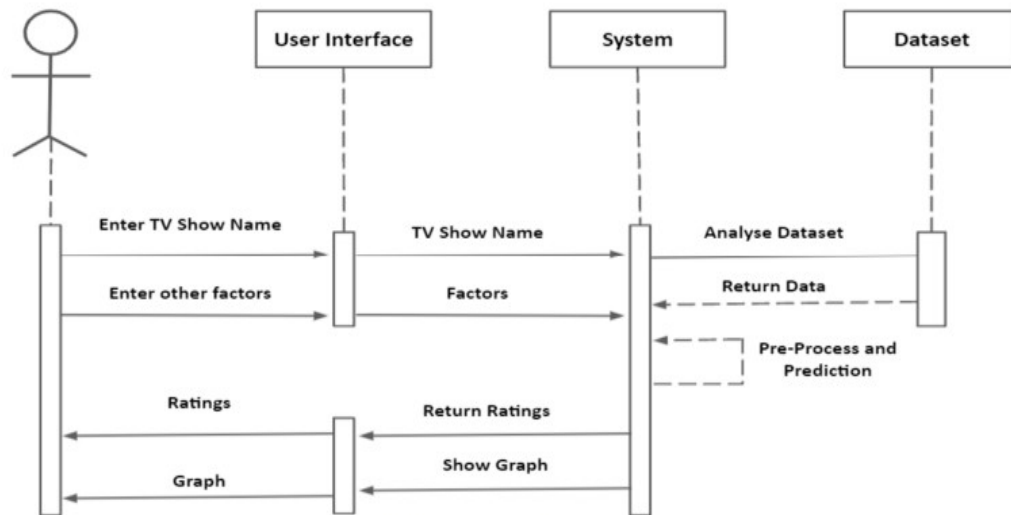 User Interface
System
Dataset
Enter TV Show Name
TV Show Name
Analyse Dataset
Return Data
Enter other factors
Factors
Pre-Process and
Prediction
Ratings
Return Ratings
Show Graph
Graph